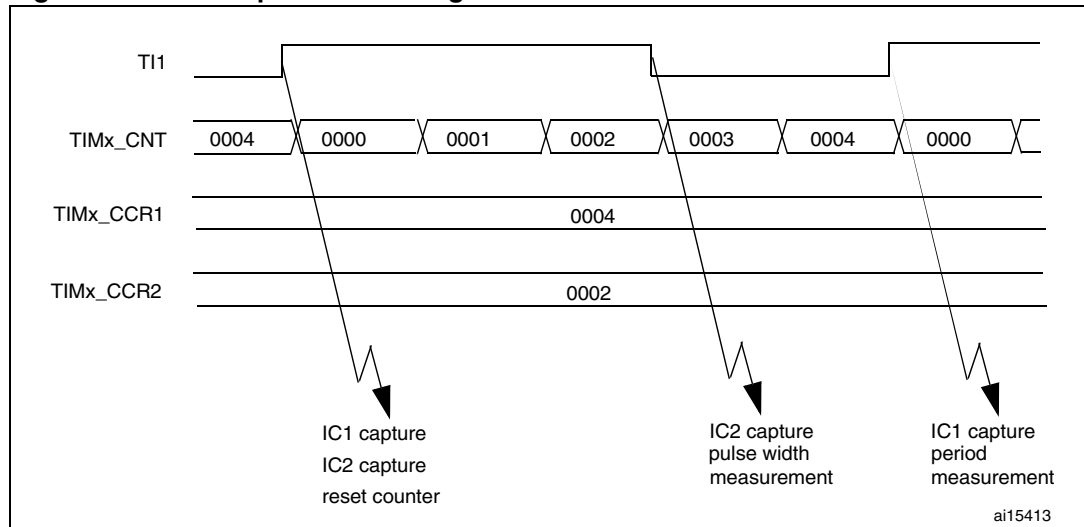 TI1
TIMx_CNT 0004 0000 0001 0002 0003 0004 0000
TIMx_CCR1 0004
TIMx_CCR2 0002
IC1 capture
IC2 capture
reset counter
IC2 capture
pulse width
measurement
IC1 capture
period
measurement
ai15413